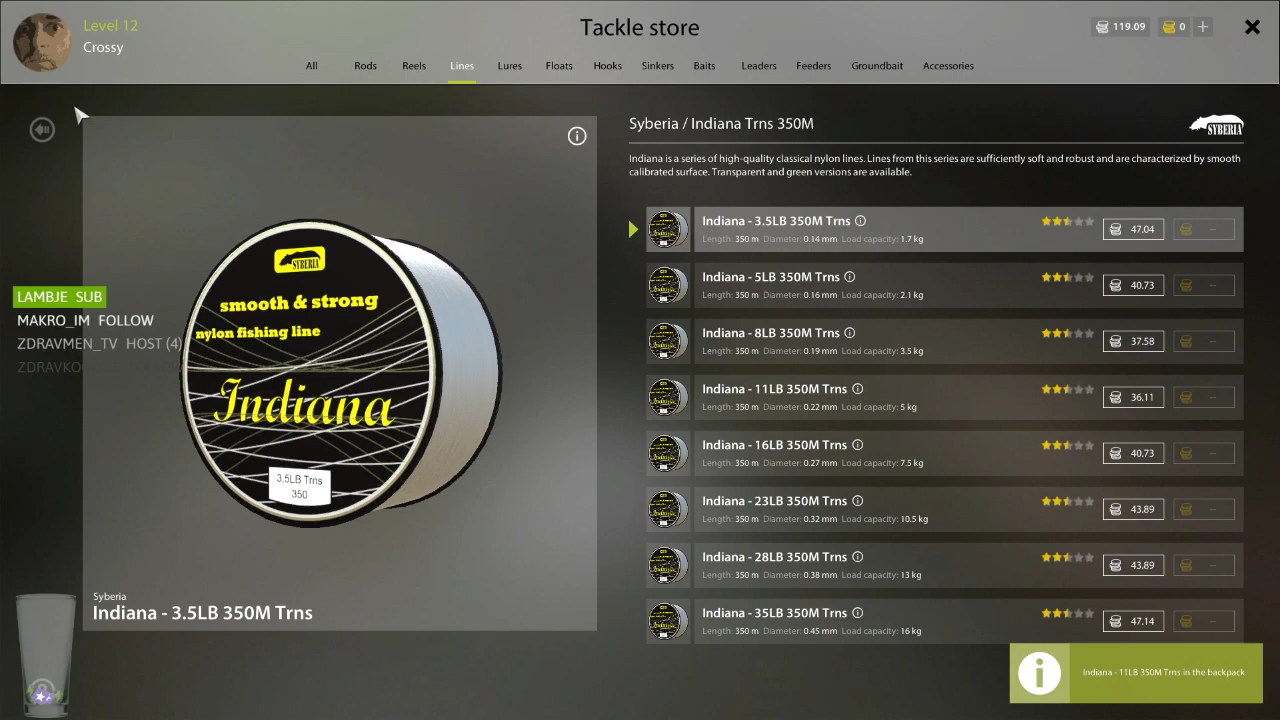 Level 12
Crossy
Tackle store
119.09
0
All Rods Reels Lines Lures Floats Hooks Sinkers Baits Leaders Feeders Groundbait Accessories
SYBERIA
smooth & strong
nylon fishing line
Indiana
3.5LB Trns
350
Syberia
Indiana - 3.5LB 350M Trns
LAMBJE SUB
MAKRO_IM FOLLOW
ZDRAVMEN_TV HOST (4)
Syberia / Indiana Trns 350M
SYBERIA
Indiana is a series of high-quality classical nylon lines. Lines from this series are sufficiently soft and robust and are characterized by smooth
calibrated surface. Transparent and green versions are available.
Indiana - 3.5LB 350M Trns
Length: 350 m Diameter: 0.14 mm Load capacity: 1.7 kg
47.04
--
Indiana - 5LB 350M Trns
Length: 350 m Diameter: 0.16 mm Load capacity: 2.1 kg
40.73
--
Indiana - 8LB 350M Trns
Length: 350 m Diameter: 0.19 mm Load capacity: 3.5 kg
37.58
--
Indiana - 11LB 350M Trns
Length: 350 m Diameter: 0.22 mm Load capacity: 5 kg
36.11
--
Indiana - 16LB 350M Trns
Length: 350 m Diameter: 0.27 mm Load capacity: 7.5 kg
40.73
--
Indiana - 23LB 350M Trns
Length: 350 m Diameter: 0.32 mm Load capacity: 10.5 kg
43.89
--
Indiana - 28LB 350M Trns
Length: 350 m Diameter: 0.38 mm Load capacity: 13 kg
43.89
--
Indiana - 35LB 350M Trns
Length: 350 m Diameter: 0.45 mm Load capacity: 16 kg
47.14
--
Indiana - 11LB 350M Trns in the backpack